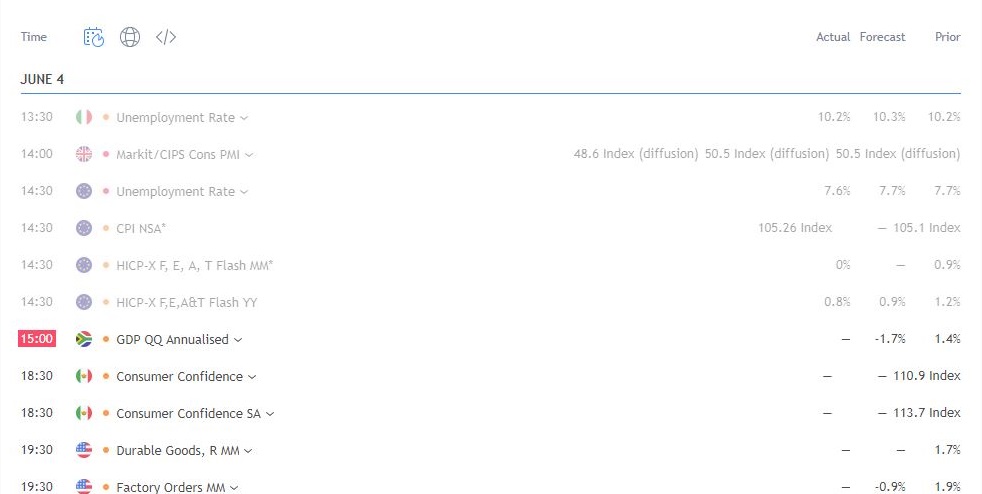 Time </> Actual Forecast Prior
JUNE 4
13:30 Unemployment Rate 10.2% 10.3% 10.2%
14:00 Markit/CIPS Cons PMI 48.6 Index (diffusion) 50.5 Index (diffusion) 50.5 Index (diffusion)
14:30 Unemployment Rate 7.6% 7.7% 7.7%
14:30 CPI NSA* 105.26 Index — 105.1 Index
14:30 HICP-X F, E, A, T Flash MM* 0% — 0.9%
14:30 HICP-X F,E,A&T Flash YY 0.8% 0.9% 1.2%
15:00 GDP QQ Annualised — -1.7% 1.4%
18:30 Consumer Confidence — — 110.9 Index
18:30 Consumer Confidence SA — — 113.7 Index
19:30 Durable Goods, R MM — — 1.7%
19:30 Factory Orders MM — -0.9% 1.9%